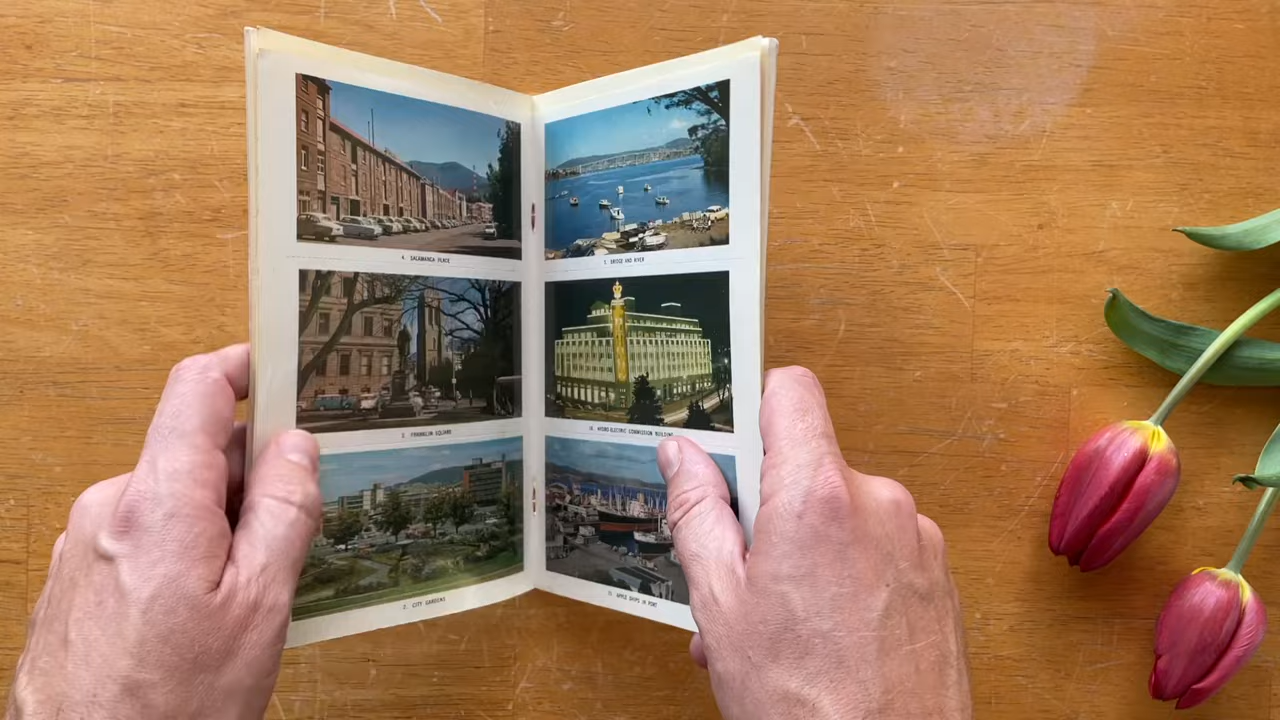 4. SALAMANCA PLACE
3. FRANKLIN SQUARE
2. CITY GARDENS
BRIDGE AND RIVER
10. HYDRO ELECTRIC COMMISSION BUILDING
11. APPLE SHIPS IN PORT